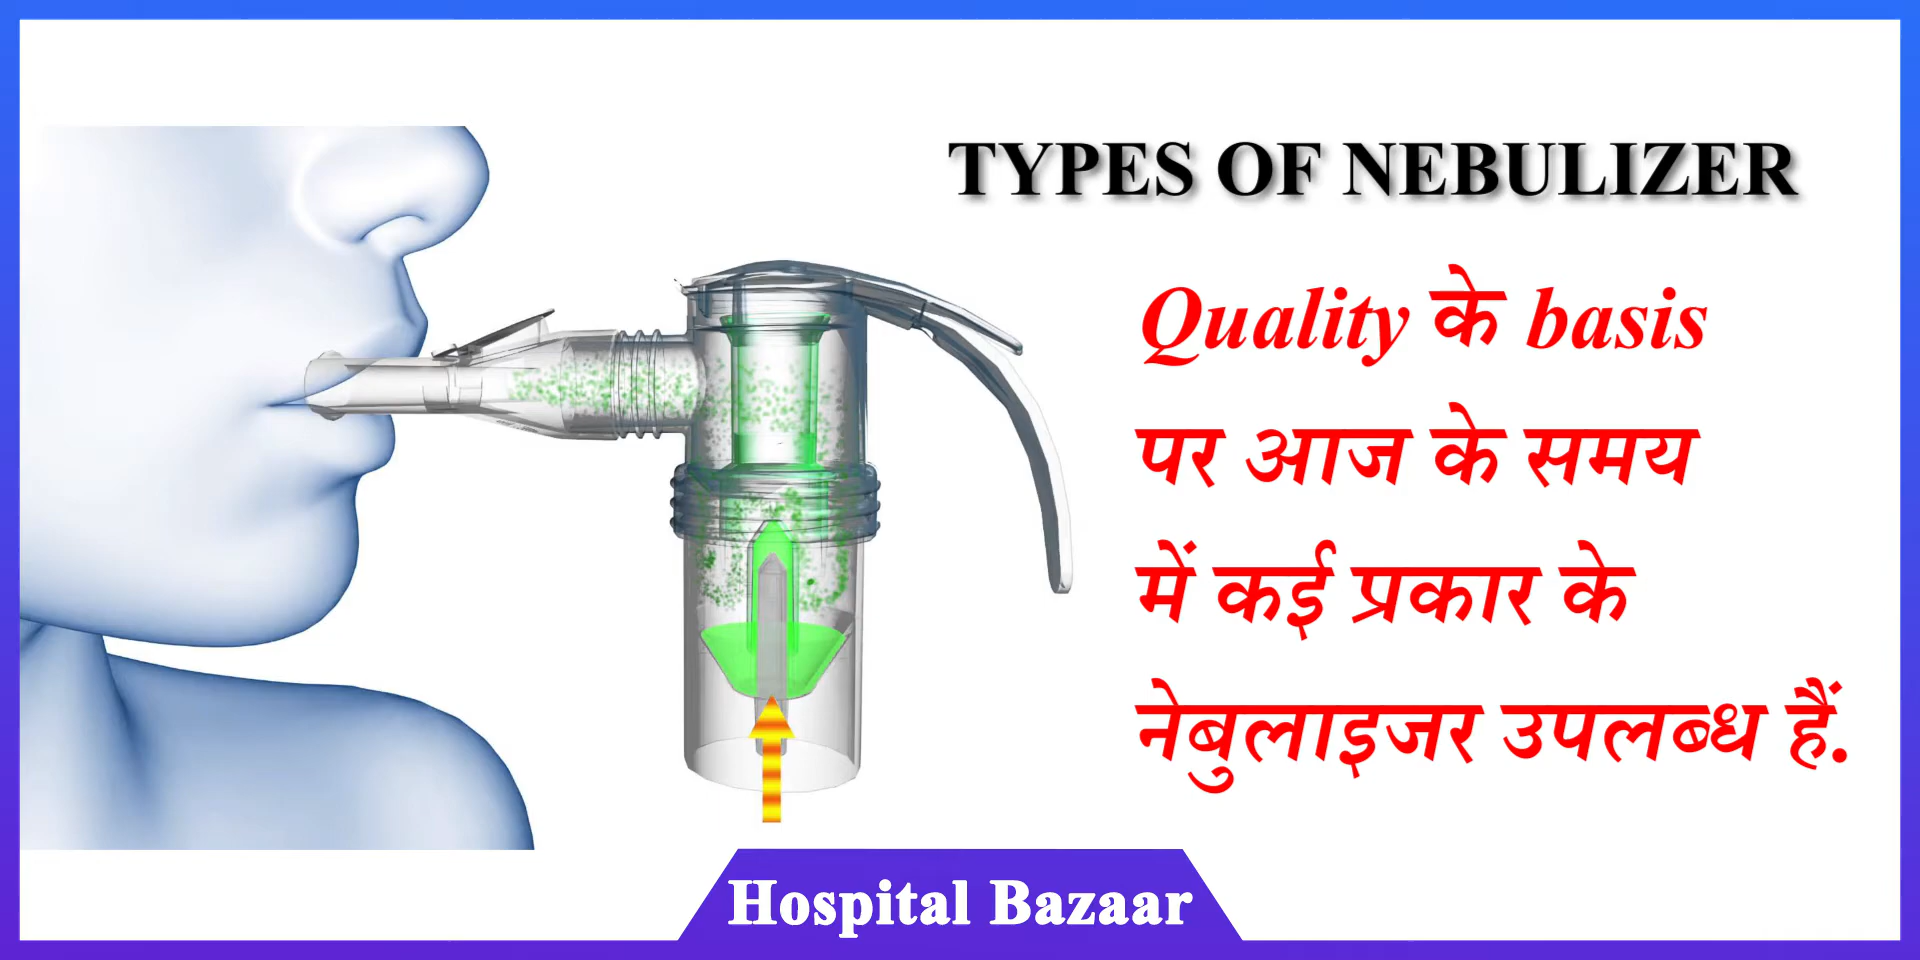 TYPES OF NEBULIZER
Quality के basis
पर आज के समय
में कई प्रकार के
नेबुलाइजर उपलब्ध हैं.
Hospital Bazaar